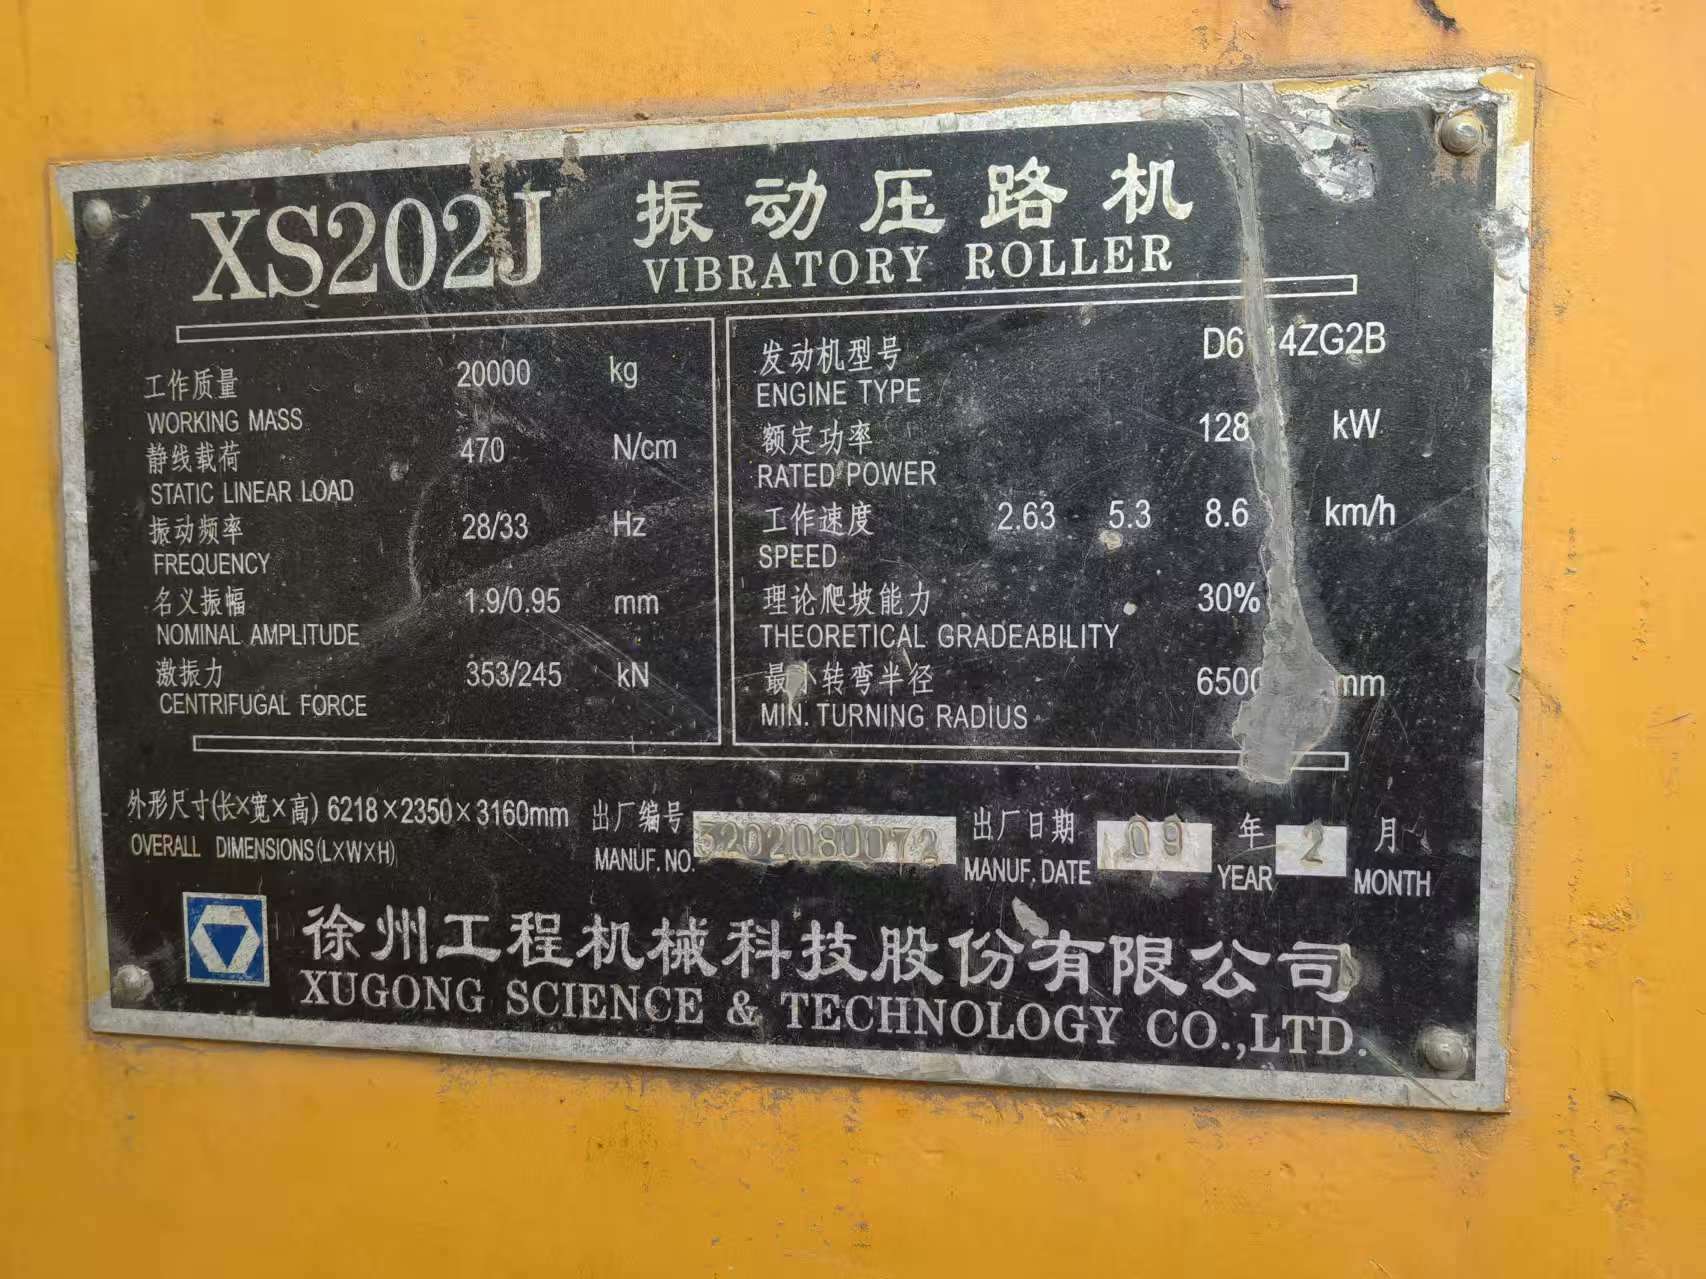 XS202J 振动压路机
VIBRATORY ROLLER
工作质量 20000 kg
WORKING MASS
静线载荷 470 N/cm
STATIC LINEAR LOAD
振动频率 28/33 Hz
FREQUENCY
名义振幅 1.9/0.95 mm
NOMINAL AMPLITUDE
激振力 353/245 kN
CENTRIFUGAL FORCE
发动机型号
ENGINE TYPE
额定功率 128 kW
RATED POWER
工作速度 2.63 5.3 8.6 km/h
SPEED
理论爬坡能力 30%
THEORETICAL GRADEABILITY
最小转弯半径 6500 mm
MIN. TURNING RADIUS
外形尺寸(长×宽×高) 6218×2350×3160mm
OVERALL DIMENSIONS(L×W×H)
出厂编号
MANUF. NO.
出厂日期 09 年 2 月
MANUF. DATE YEAR MONTH
徐州工程机械科技股份有限公司
XUGONG SCIENCE & TECHNOLOGY CO.,LTD.